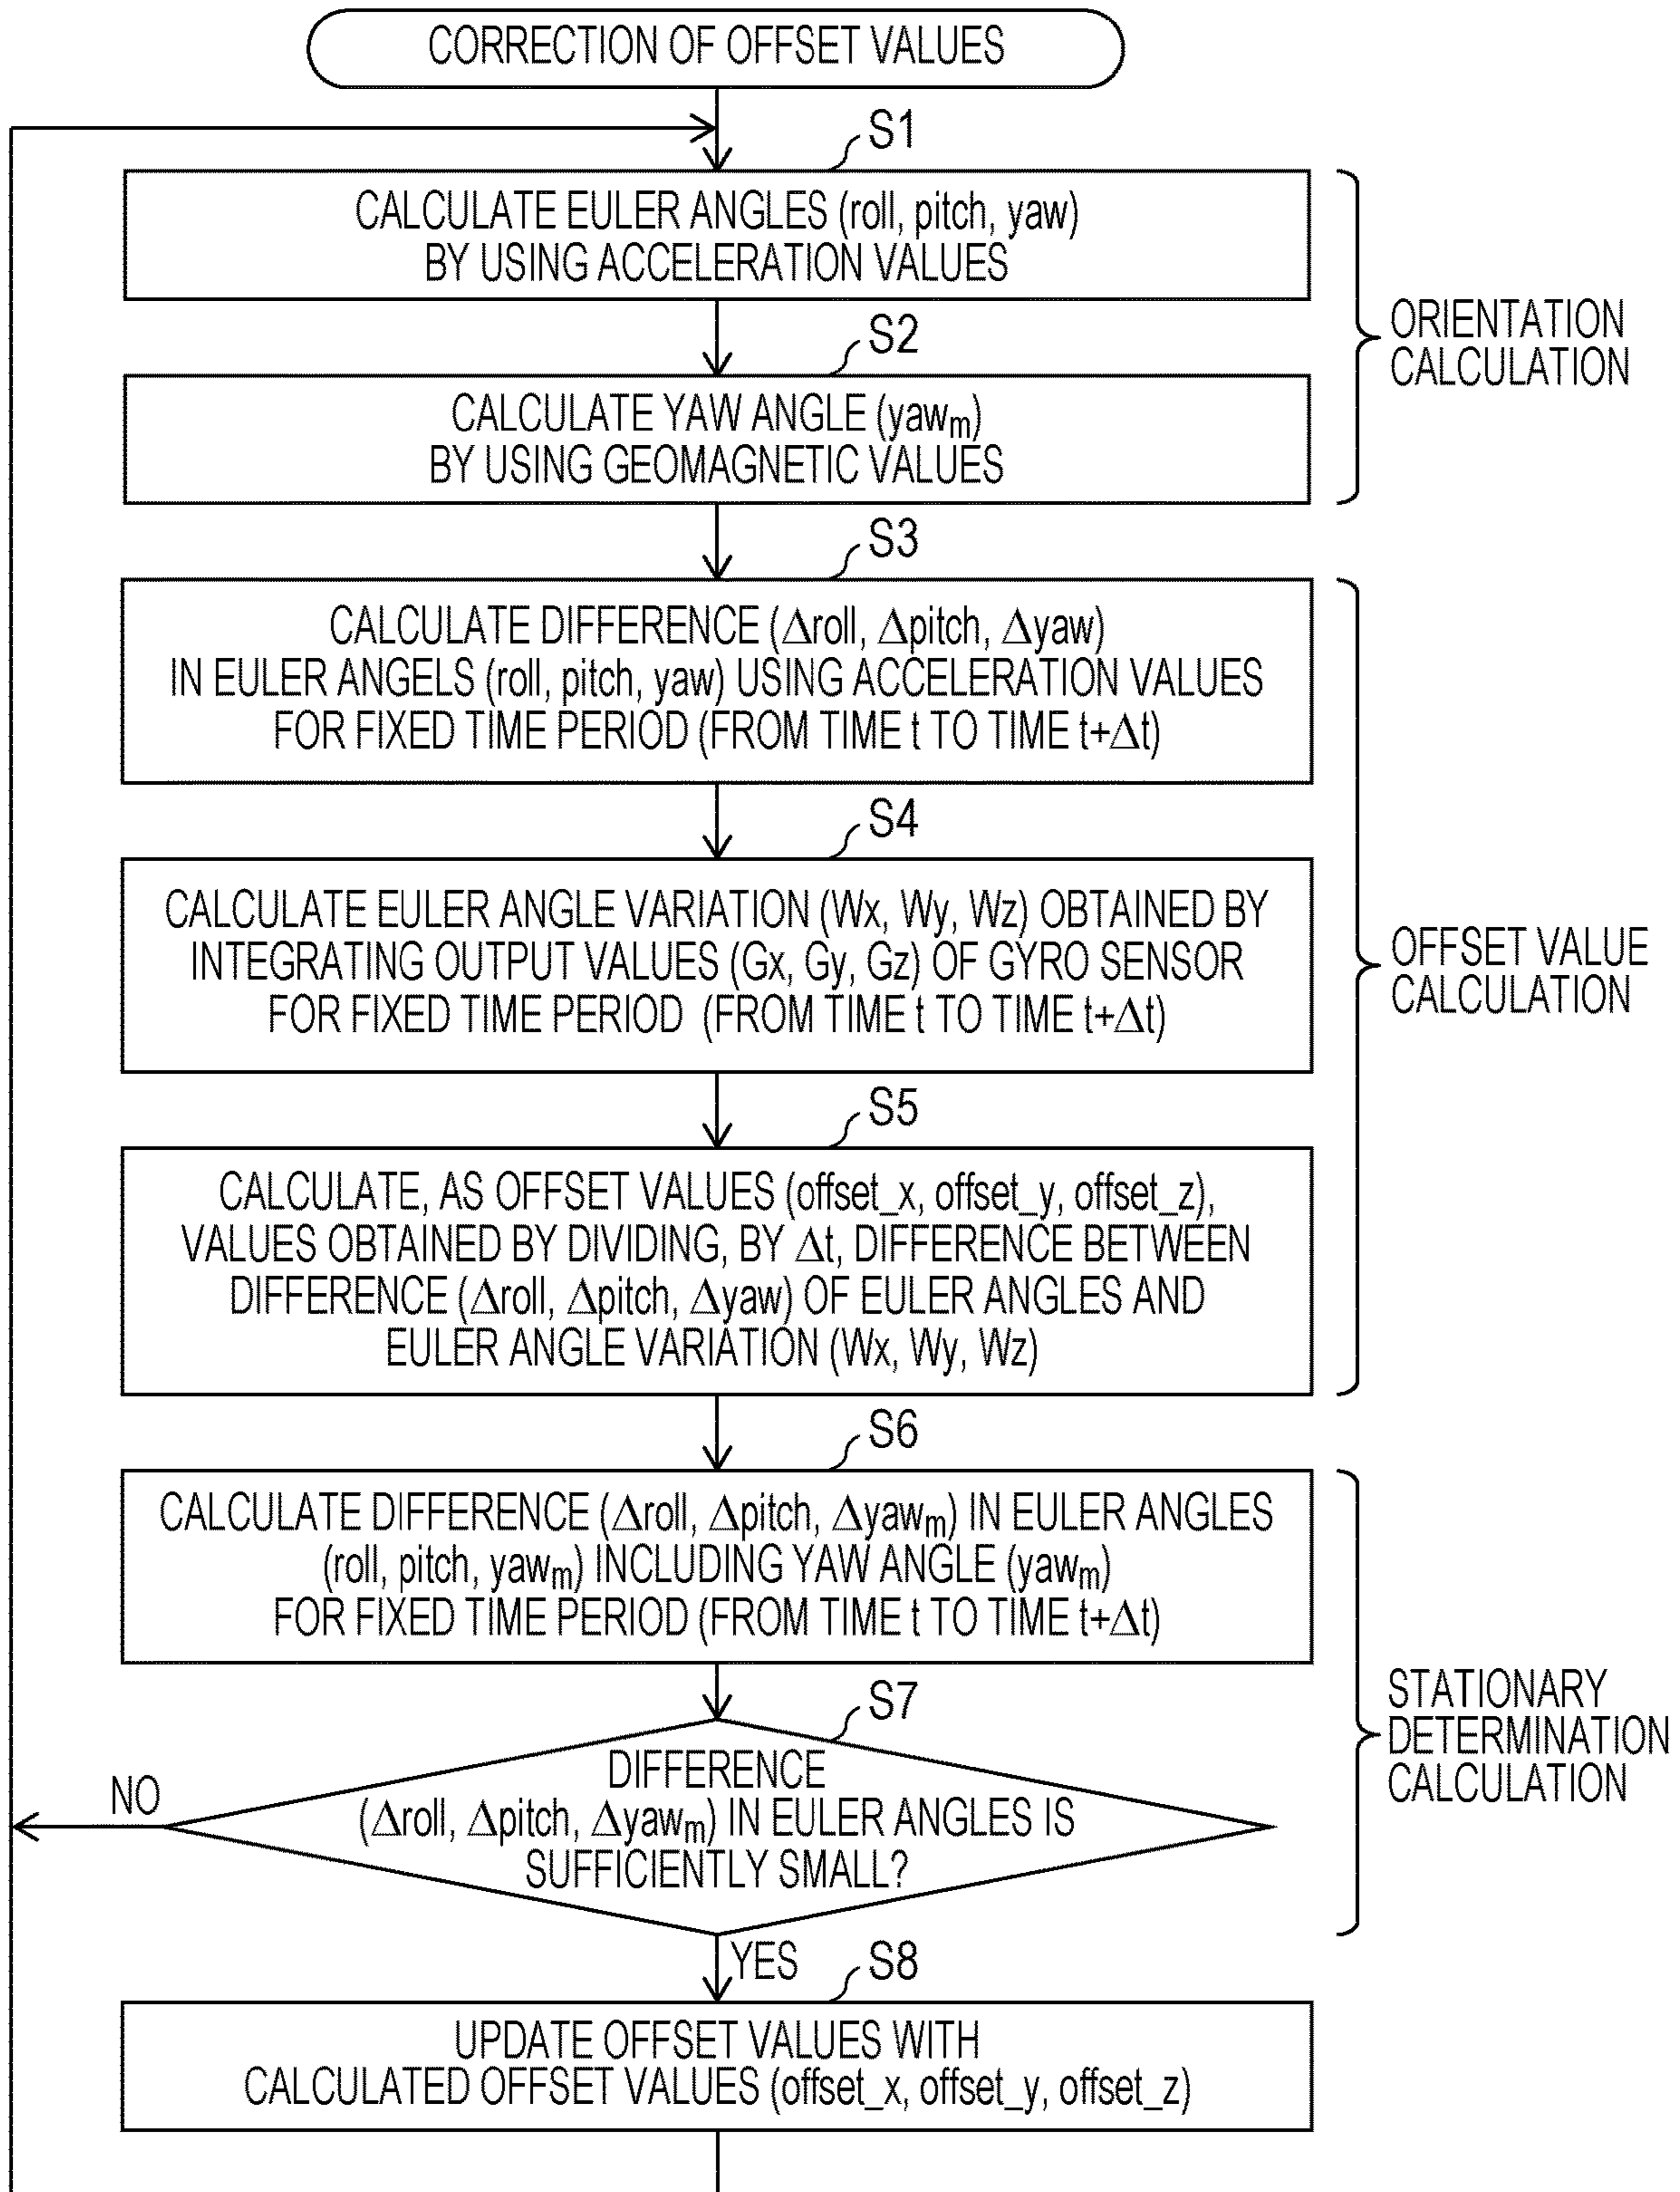 CORRECTION OF OFFSET VALUES
S1
CALCULATE EULER ANGLES (roll, pitch, yaw)
BY USING ACCELERATION VALUES
S2
CALCULATE YAW ANGLE (yawm)
BY USING GEOMAGNETIC VALUES
ORIENTATION
CALCULATION
S3
CALCULATE DIFFERENCE (Δroll, Δpitch, Δyaw)
IN EULER ANGELS (roll, pitch, yaw) USING ACCELERATION VALUES
FOR FIXED TIME PERIOD (FROM TIME t TO TIME t+Δt)
S4
CALCULATE EULER ANGLE VARIATION (Wx, Wy, Wz) OBTAINED BY
INTEGRATING OUTPUT VALUES (Gx, Gy, Gz) OF GYRO SENSOR
FOR FIXED TIME PERIOD (FROM TIME t TO TIME t+Δt)
OFFSET VALUE
CALCULATION
S5
CALCULATE, AS OFFSET VALUES (offset_x, offset_y, offset_z),
VALUES OBTAINED BY DIVIDING, BY Δt, DIFFERENCE BETWEEN
DIFFERENCE (Δroll, Δpitch, Δyaw) OF EULER ANGLES AND
EULER ANGLE VARIATION (Wx, Wy, Wz)
S6
CALCULATE DIFFERENCE (Δroll, Δpitch, Δyawm) IN EULER ANGLES
(roll, pitch, yawm) INCLUDING YAW ANGLE (yawm)
FOR FIXED TIME PERIOD (FROM TIME t TO TIME t+Δt)
S7
DIFFERENCE
(Δroll, Δpitch, Δyawm) IN EULER ANGLES IS
SUFFICIENTLY SMALL?
NO
YES
STATIONARY
DETERMINATION
CALCULATION
S8
UPDATE OFFSET VALUES WITH
CALCULATED OFFSET VALUES (offset_x, offset_y, offset_z)